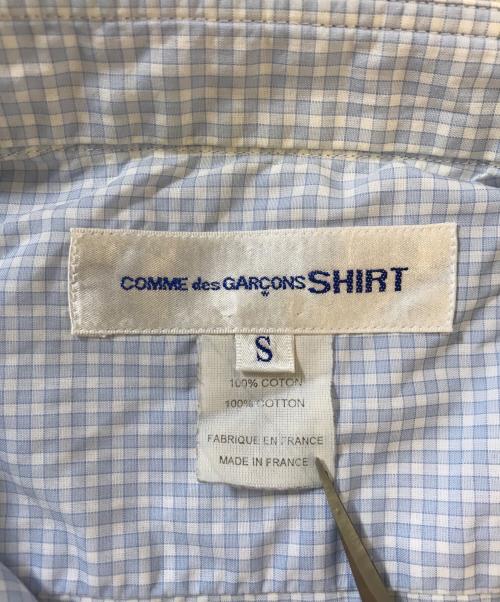 COMME des GARÇONS SHIRT
S
100% COTON
100% COTTON
FABRIQUE EN FRANCE
MADE IN FRANCE